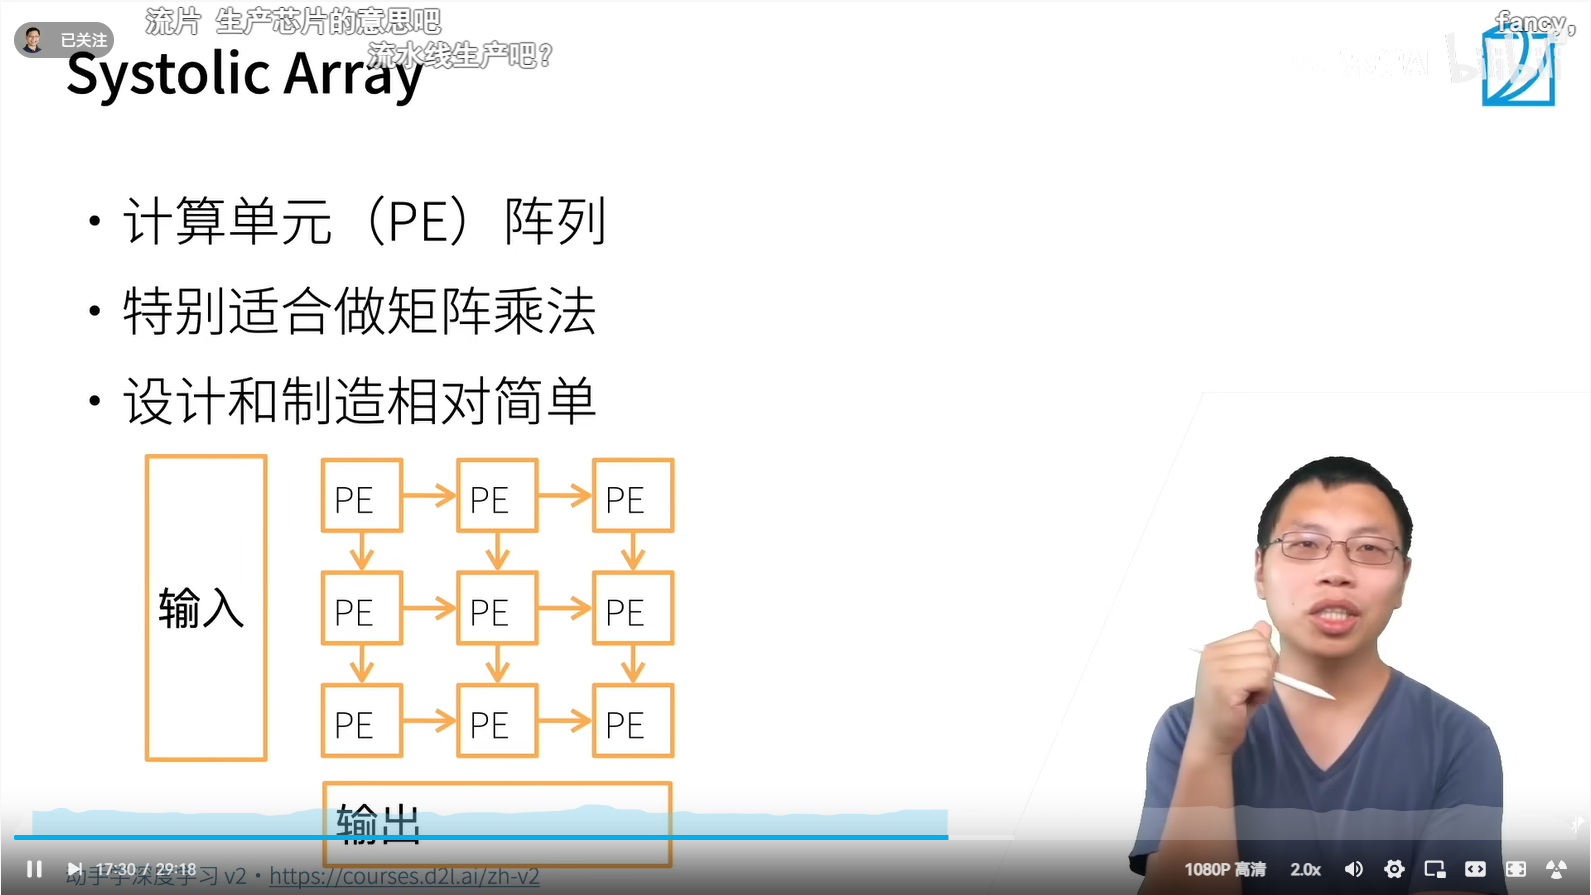 流片 生产芯片的意思吧
fancy,
已关注
流水线生产吧？
Systolic Array
bilibili
• 计算单元（PE）阵列
• 特别适合做矩阵乘法
• 设计和制造相对简单
PE PE PE
输入
PE PE PE
PE PE PE
输出
17:30 / 29:18
1080P 高清
2.0x
动手学深度学习 v2 • https://courses.d2l.ai/zh-v2